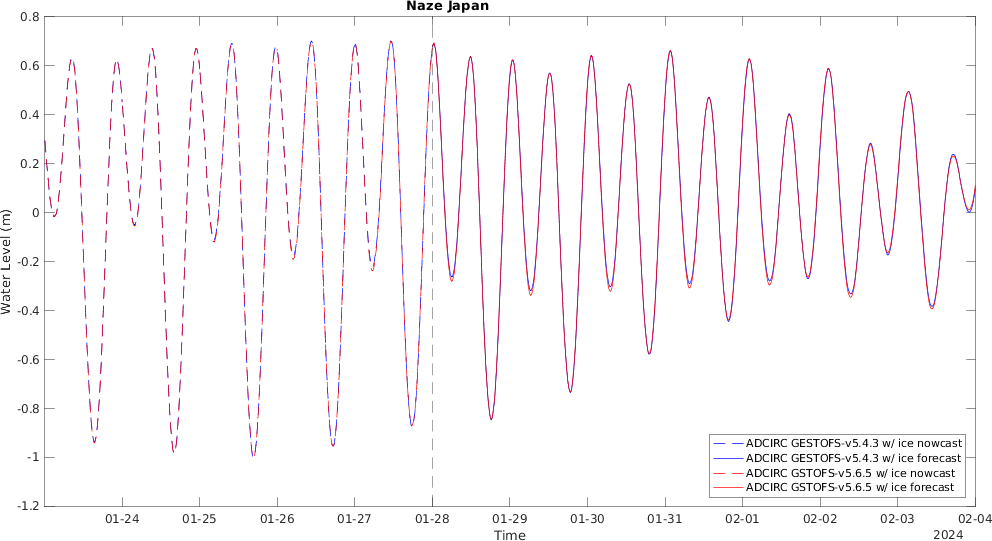 Naze Japan
0.8
0.6
0.4
0.2
0
-0.2
-0.4
-0.6
-0.8
-1
-1.2
Water Level (m)
ADCIRC GESTOFS-v5.4.3 w/ ice nowcast
ADCIRC GESTOFS-v5.4.3 w/ ice forecast
ADCIRC GSTOFS-v5.6.5 w/ ice nowcast
ADCIRC GSTOFS-v5.6.5 w/ ice forecast
01-24 01-25 01-26 01-27 01-28 01-29 01-30 01-31 02-01 02-02 02-03 02-04
Time
2024